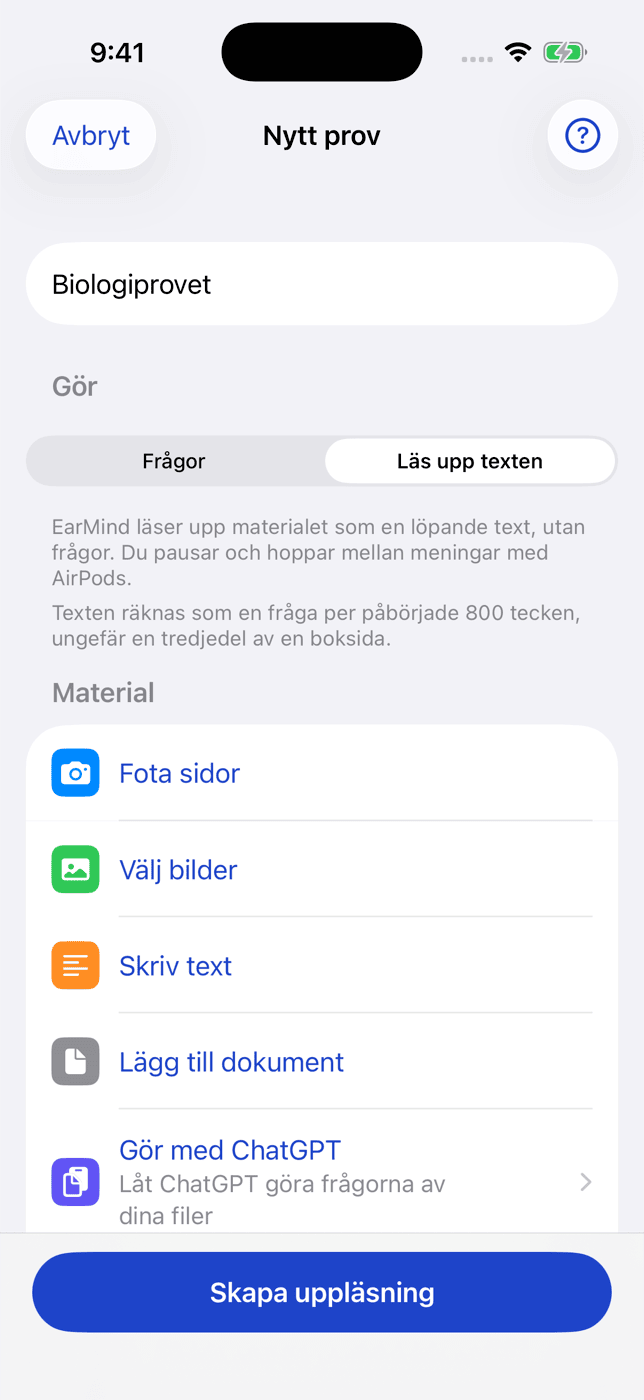 9:41
Avbryt
Nytt prov
?
Biologiprovet
Gör
Frågor
Läs upp texten
EarMind läser upp materialet som en löpande text, utan
frågor. Du pausar och hoppar mellan meningar med
AirPods.
Texten räknas som en fråga per påbörjade 800 tecken,
ungefär en tredjedel av en boksida.
Material
Fota sidor
Välj bilder
Skriv text
Lägg till dokument
Gör med ChatGPT
Låt ChatGPT göra frågorna av
dina filer
Skapa uppläsning